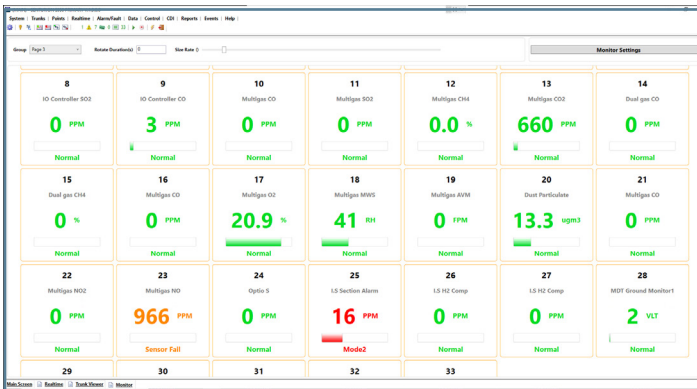 System | Trunks | Points | Realtime | Alarm/Fault | Data | Control | CDI | Reports | Events | Help |
Group Page 3 Rotate Duration(s) 0 Size Rate () Monitor Settings
8 9 10 11 12 13 14
IO Controller SO2 IO Controller CO Multigas CO Multigas SO2 Multigas CH4 Multigas CO2 Dual gas CO
0 PPM 3 PPM 0 PPM 0 PPM 0.0 % 660 PPM 0 PPM
Normal Normal Normal Normal Normal Normal Normal
15 16 17 18 19 20 21
Dual gas CH4 Multigas CO Multigas O2 Multigas MWS Multigas AVM Dust Particulate Multigas CO
0 % 0 PPM 20.9 % 41 RH 0 FPM 13.3 ugm3 0 PPM
Normal Normal Normal Normal Normal Normal Normal
22 23 24 25 26 27 28
Multigas NO2 Multigas NO Optio 5 I.S Section Alarm I.S H2 Comp I.S H2 Comp MDT Ground Monitor1
0 PPM 966 PPM 0 PPM 16 PPM 0 PPM 0 PPM 2 VLT
Normal Sensor Fail Normal Mode2 Normal Normal Normal
29 30 31 32 33
Main Screen Realtime Trunk Viewer Monitor